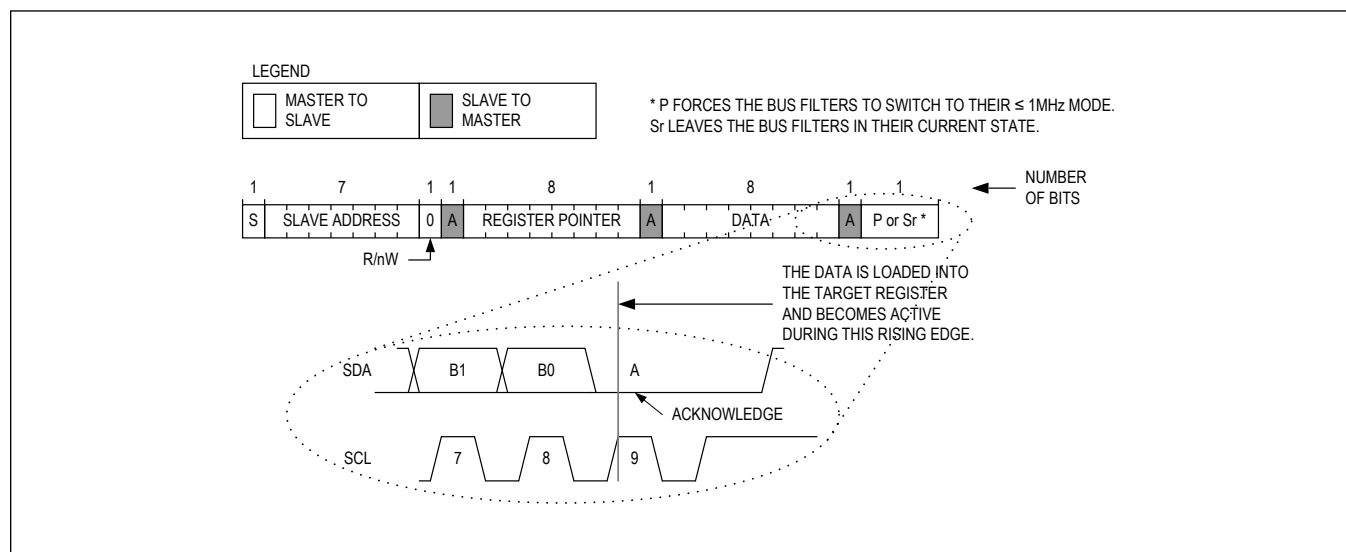 LEGEND
MASTER TO
SLAVE
SLAVE TO
MASTER
* P FORCES THE BUS FILTERS TO SWITCH TO THEIR ≤ 1MHz MODE.
Sr LEAVES THE BUS FILTERS IN THEIR CURRENT STATE.
1 7 1 1 8 1 8 1 1
NUMBER
OF BITS
S SLAVE ADDRESS 0 A REGISTER POINTER A DATA A P or Sr *
R/nW
THE DATA IS LOADED INTO
THE TARGET REGISTER
AND BECOMES ACTIVE
DURING THIS RISING EDGE.
SDA B1 B0 A
ACKNOWLEDGE
SCL 7 8 9